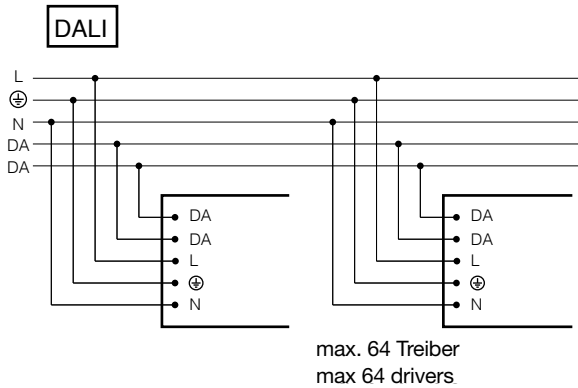 DALI
L
⏚
N
DA
DA
DA
DA
L
⏚
N
DA
DA
L
⏚
N
max. 64 Treiber
max 64 drivers